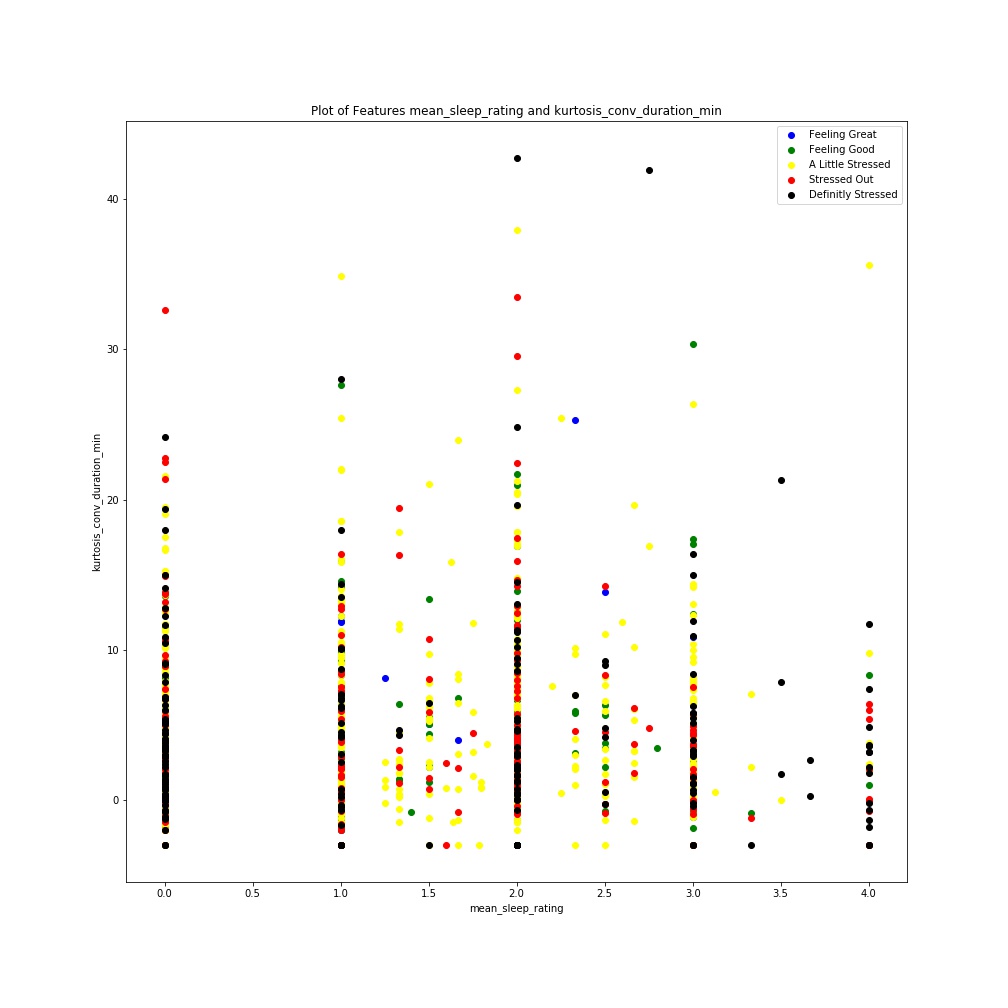 Plot of Features mean_sleep_rating and kurtosis_conv_duration_min
Feeling Great
Feeling Good
A Little Stressed
Stressed Out
Definitly Stressed
kurtosis_conv_duration_min
40
30
20
10
0
0.0 0.5 1.0 1.5 2.0 2.5 3.0 3.5 4.0
mean_sleep_rating